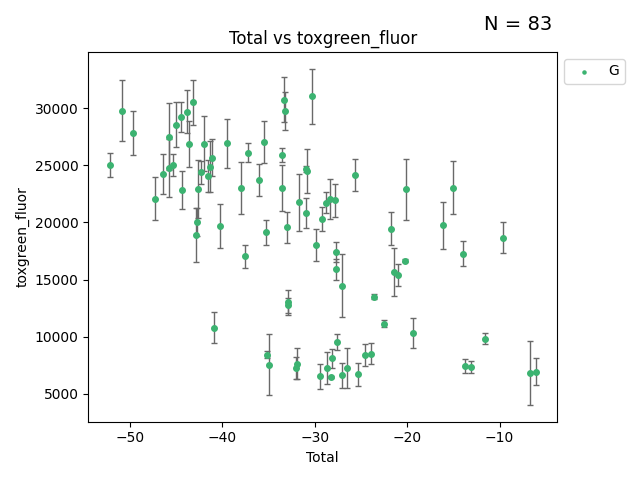 N = 83
Total vs toxgreen_fluor
G
30000
25000
20000
15000
10000
5000
toxgreen_fluor
−50
−40
−30
−20
−10
Total